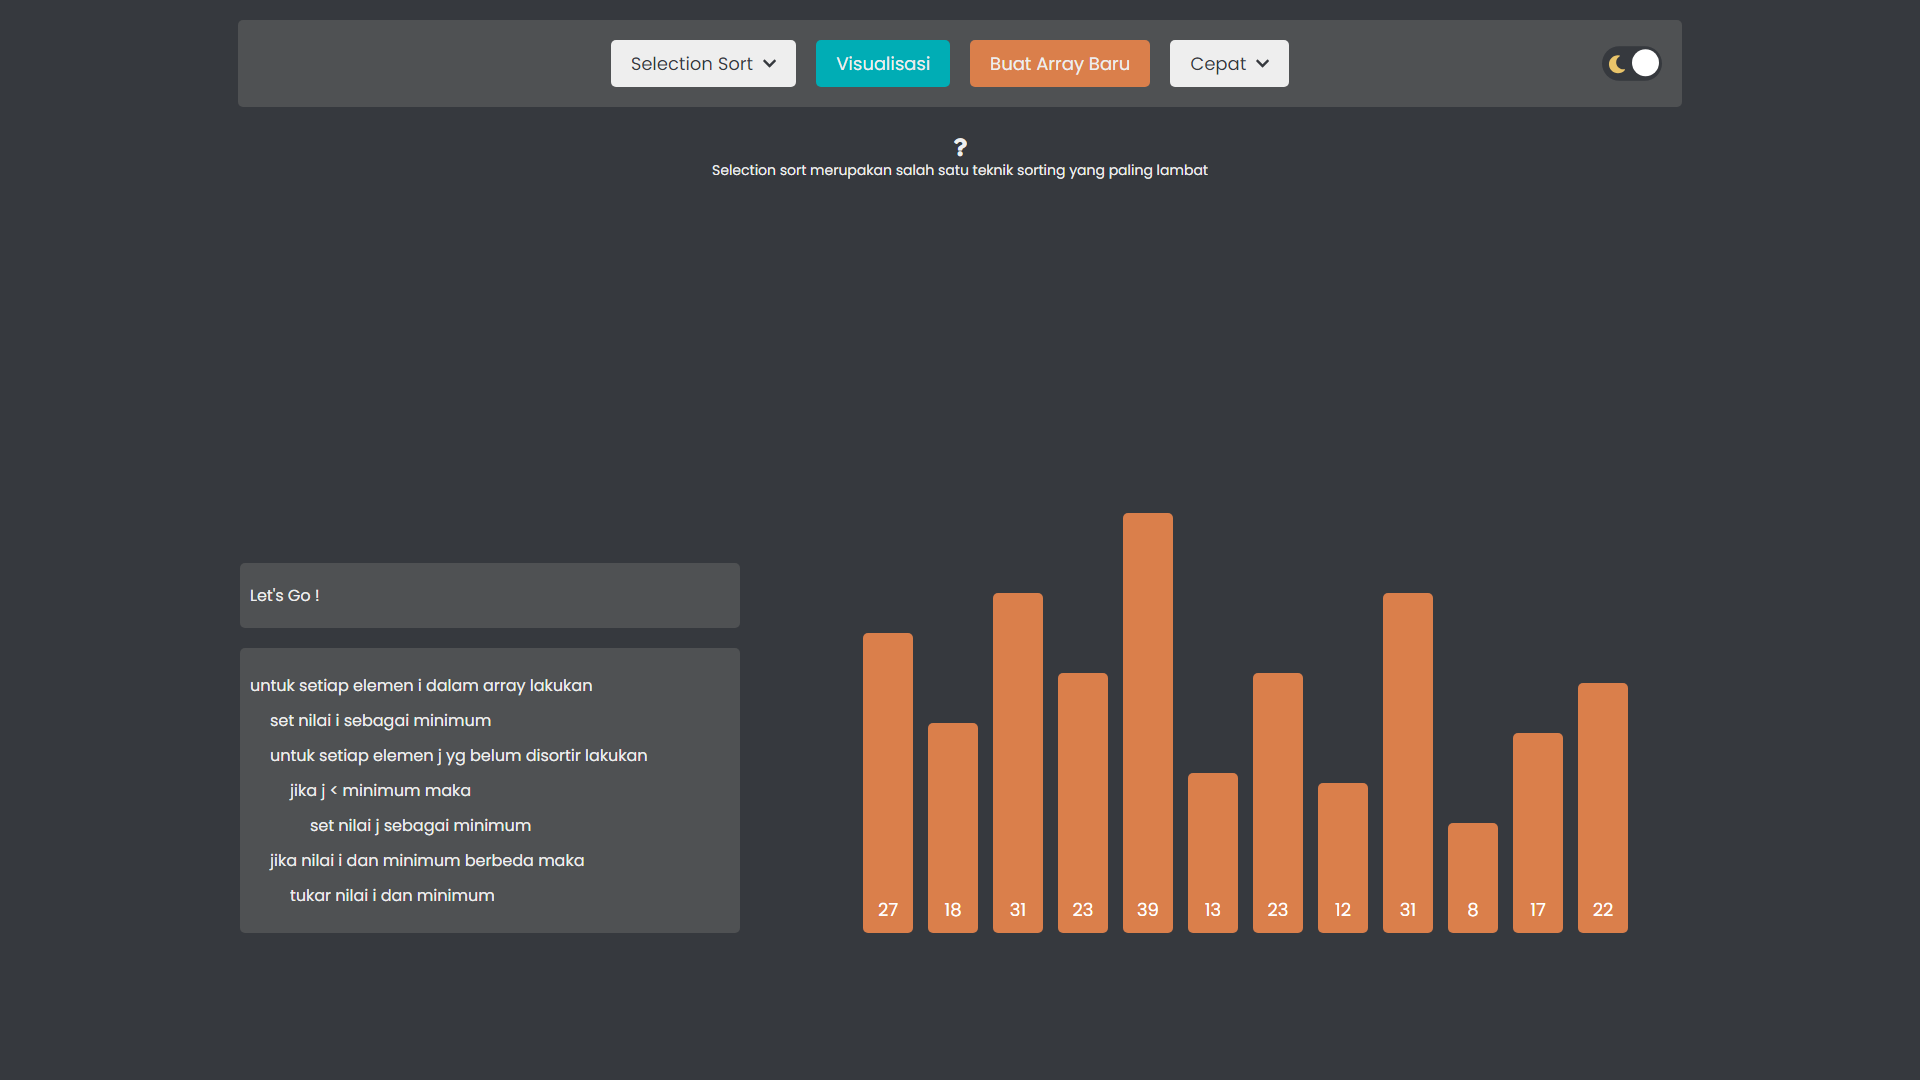 Selection Sort
Visualisasi
Buat Array Baru
Cepat
?
Selection sort merupakan salah satu teknik sorting yang paling lambat
Let's Go !
untuk setiap elemen i dalam array lakukan
set nilai i sebagai minimum
untuk setiap elemen j yg belum disortir lakukan
jika j < minimum maka
set nilai j sebagai minimum
jika nilai i dan minimum berbeda maka
tukar nilai i dan minimum
27 18 31 23 39 13 23 12 31 8 17 22